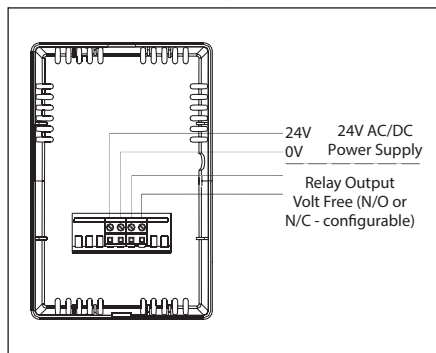 24V 24V AC/DC
0V Power Supply
Relay Output
Volt Free (N/O or
N/C - configurable)